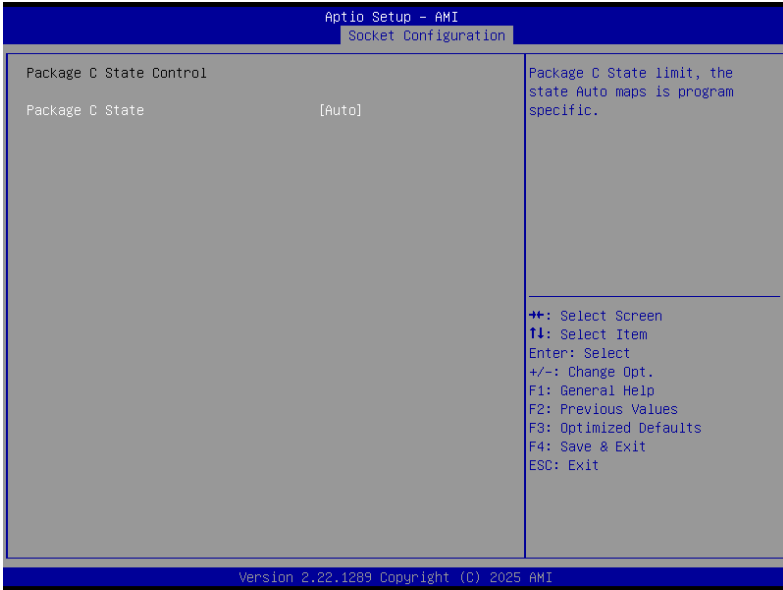 Aptio Setup – AMI
Socket Configuration
Package C State Control
Package C State [Auto]
Package C State limit, the
state Auto maps is program
specific.
→←: Select Screen
↑↓: Select Item
Enter: Select
+/-: Change Opt.
F1: General Help
F2: Previous Values
F3: Optimized Defaults
F4: Save & Exit
ESC: Exit
Version 2.22.1289 Copyright (C) 2025 AMI